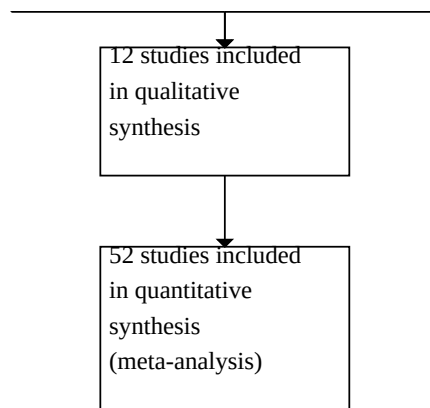 12 studies included
in qualitative
synthesis
52 studies included
in quantitative
synthesis
(meta-analysis)